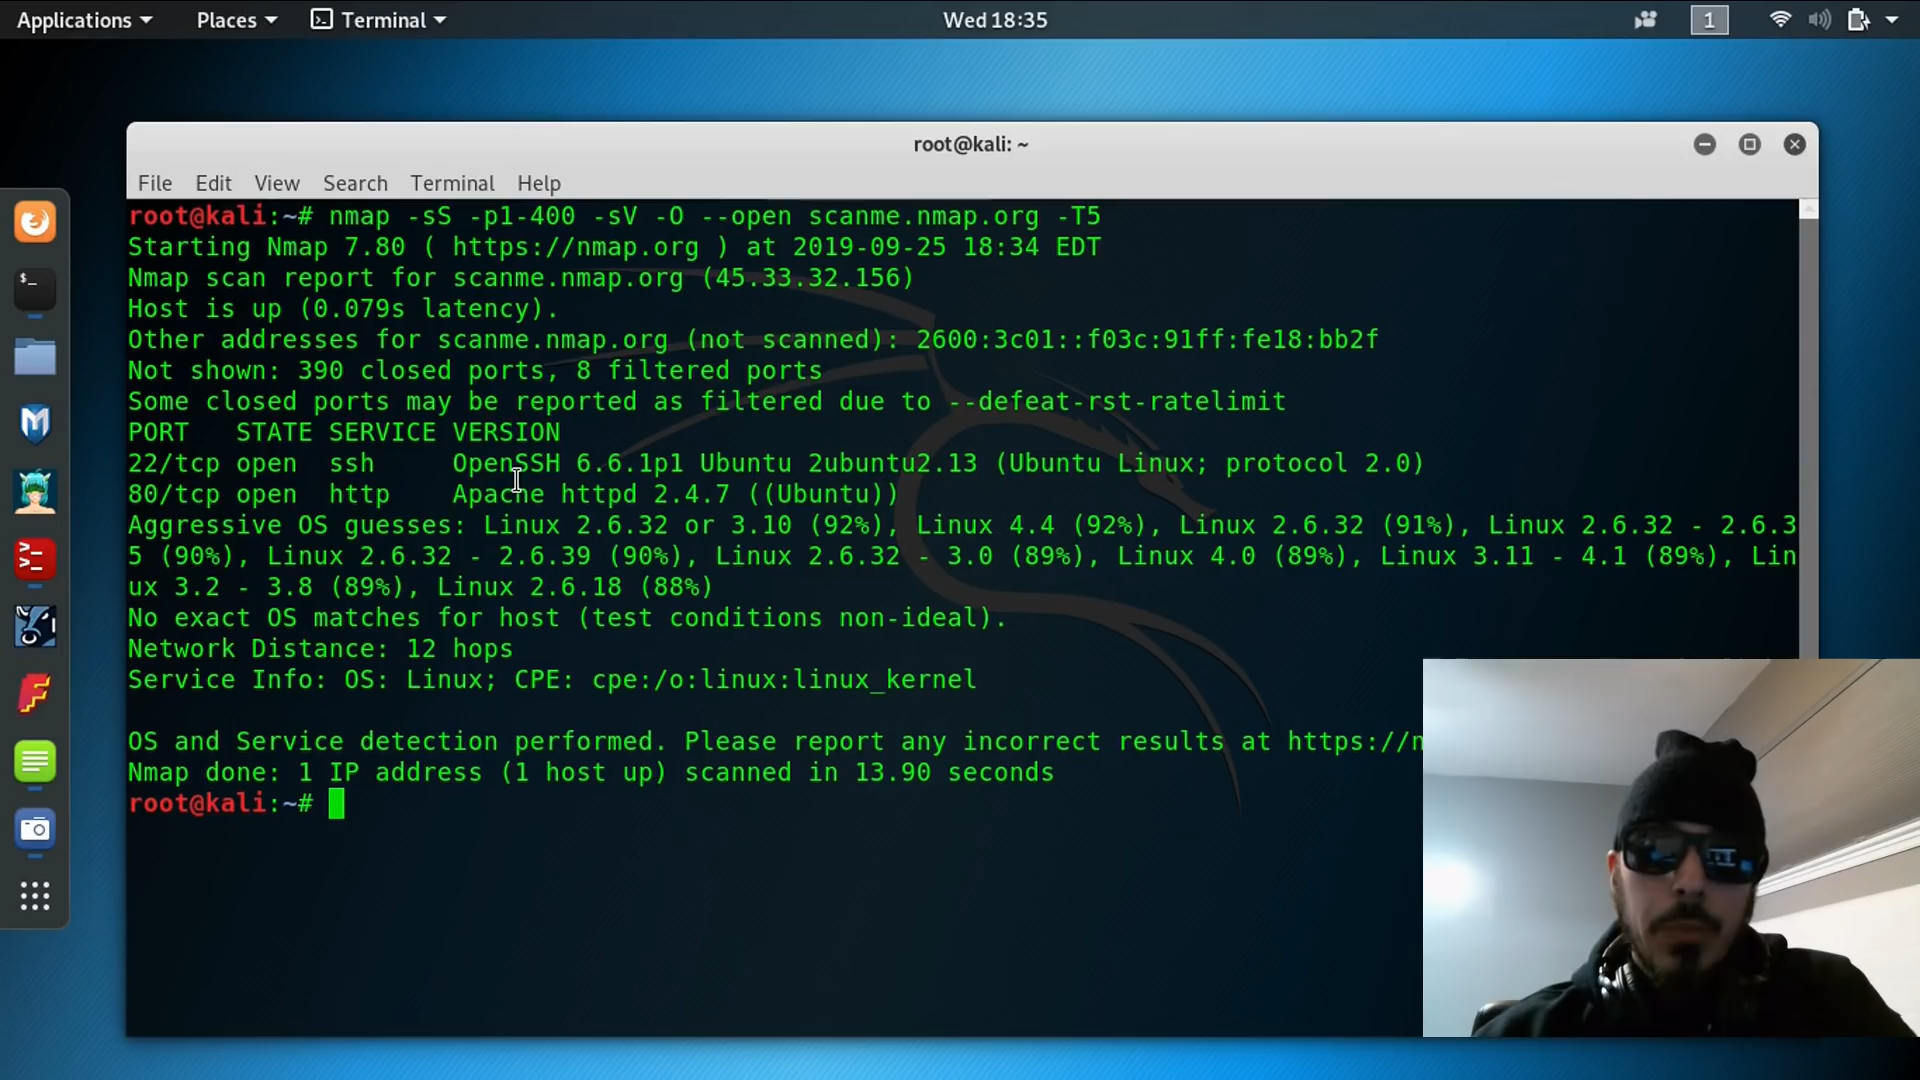 Applications Places Terminal Wed 18:35 1
root@kali: ~
File Edit View Search Terminal Help
root@kali:~# nmap -sS -p1-400 -sV -O --open scanme.nmap.org -T5
Starting Nmap 7.80 ( https://nmap.org ) at 2019-09-25 18:34 EDT
Nmap scan report for scanme.nmap.org (45.33.32.156)
Host is up (0.079s latency).
Other addresses for scanme.nmap.org (not scanned): 2600:3c01::f03c:91ff:fe18:bb2f
Not shown: 390 closed ports, 8 filtered ports
Some closed ports may be reported as filtered due to --defeat-rst-ratelimit
PORT   STATE SERVICE VERSION
22/tcp open  ssh     OpenSSH 6.6.1p1 Ubuntu 2ubuntu2.13 (Ubuntu Linux; protocol 2.0)
80/tcp open  http    Apache httpd 2.4.7 ((Ubuntu))
Aggressive OS guesses: Linux 2.6.32 or 3.10 (92%), Linux 4.4 (92%), Linux 2.6.32 (91%), Linux 2.6.32 - 2.6.3
5 (90%), Linux 2.6.32 - 2.6.39 (90%), Linux 2.6.32 - 3.0 (89%), Linux 4.0 (89%), Linux 3.11 - 4.1 (89%), Lin
ux 3.2 - 3.8 (89%), Linux 2.6.18 (88%)
No exact OS matches for host (test conditions non-ideal).
Network Distance: 12 hops
Service Info: OS: Linux; CPE: cpe:/o:linux:linux_kernel
OS and Service detection performed. Please report any incorrect results at https://n
Nmap done: 1 IP address (1 host up) scanned in 13.90 seconds
root@kali:~#